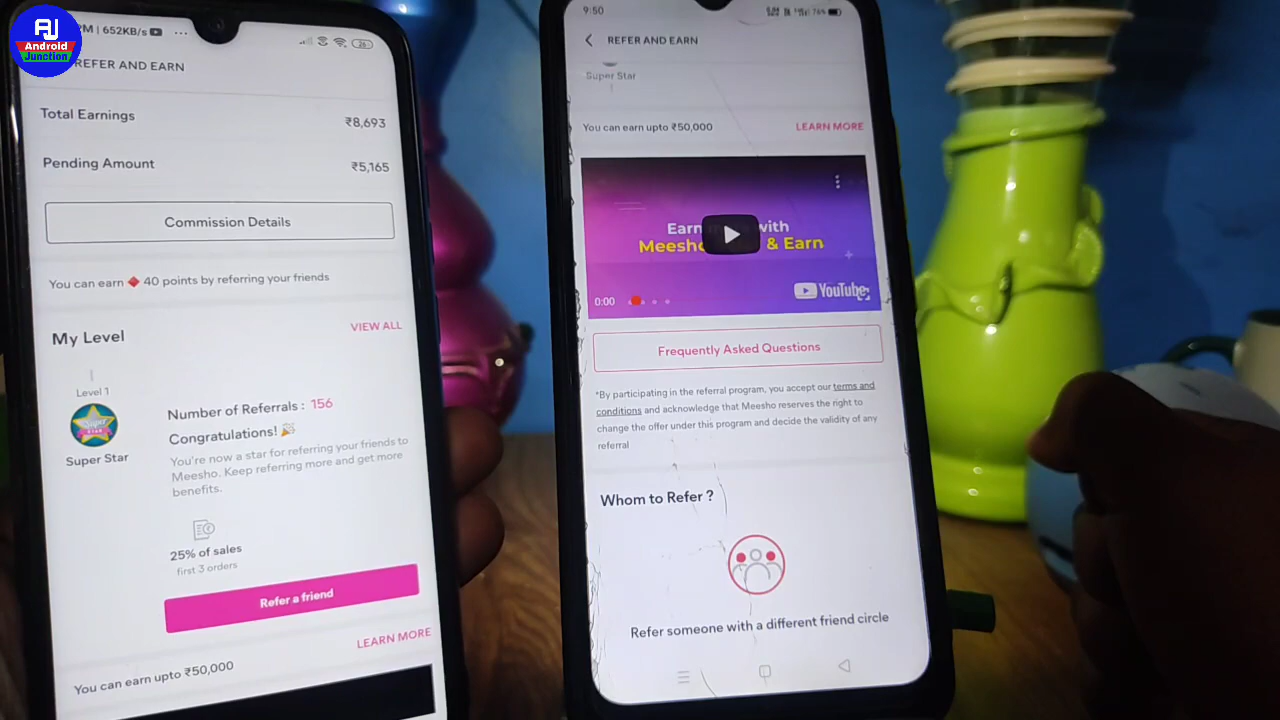 AJ
Android
Junction
PM | 652KB/s
26
REFER AND EARN
Total Earnings
₹8,693
Pending Amount
₹5,165
Commission Details
You can earn 40 points by referring your friends
My Level
VIEW ALL
Level 1
Super Star
Number of Referrals : 156
Congratulations!
You're now a star for referring your friends to
Meesho. Keep referring more and get more
benefits.
25% of sales
first 3 orders
Refer a friend
LEARN MORE
You can earn upto ₹50,000
9:50
76%
REFER AND EARN
Super Star
You can earn upto ₹50,000
LEARN MORE
Earn with
Meesho & Earn
0:00
YouTube
Frequently Asked Questions
*By participating in the referral program, you accept our terms and
conditions and acknowledge that Meesho reserves the right to
change the offer under this program and decide the validity of any
referral
Whom to Refer ?
Refer someone with a different friend circle